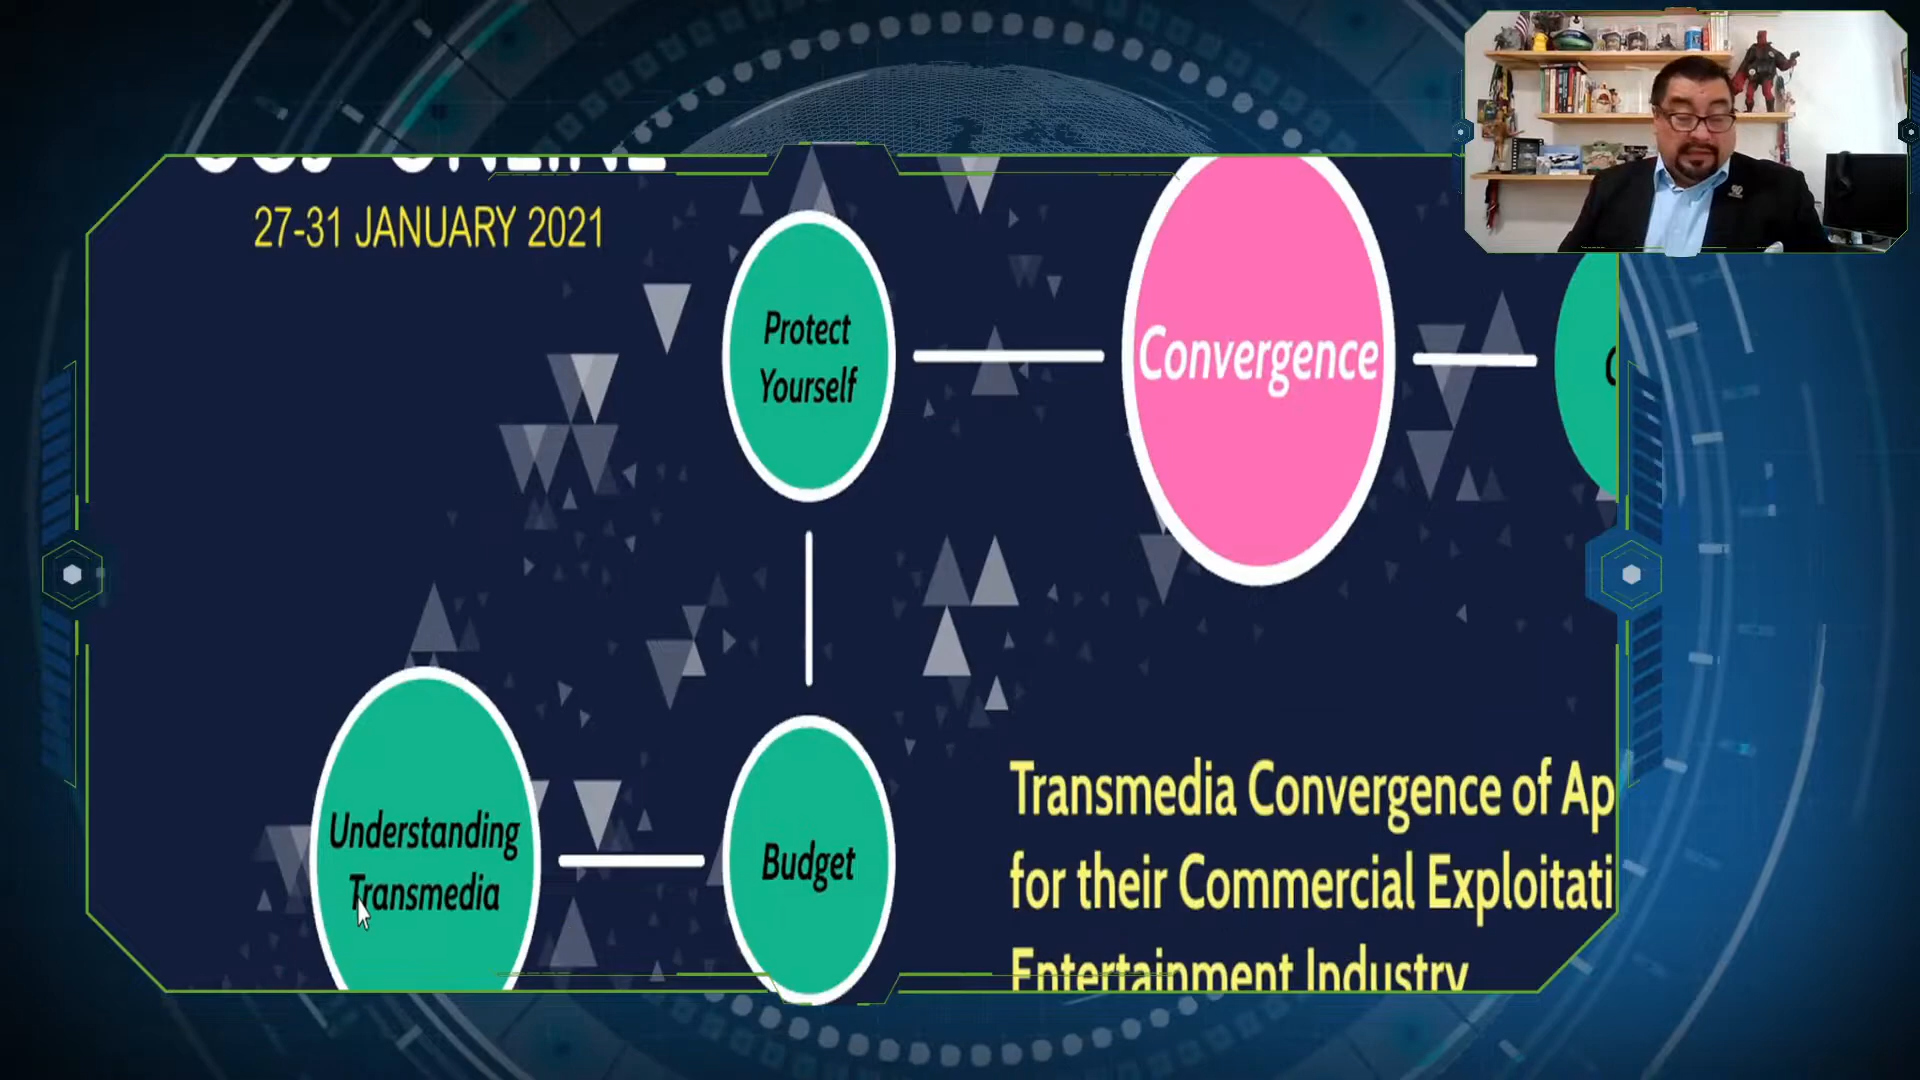 ONLINE
27-31 JANUARY 2021
Protect
Yourself
Convergence
Understanding
Transmedia
Budget
Transmedia Convergence of Ap
for their Commercial Exploitati
Entertainment Industry